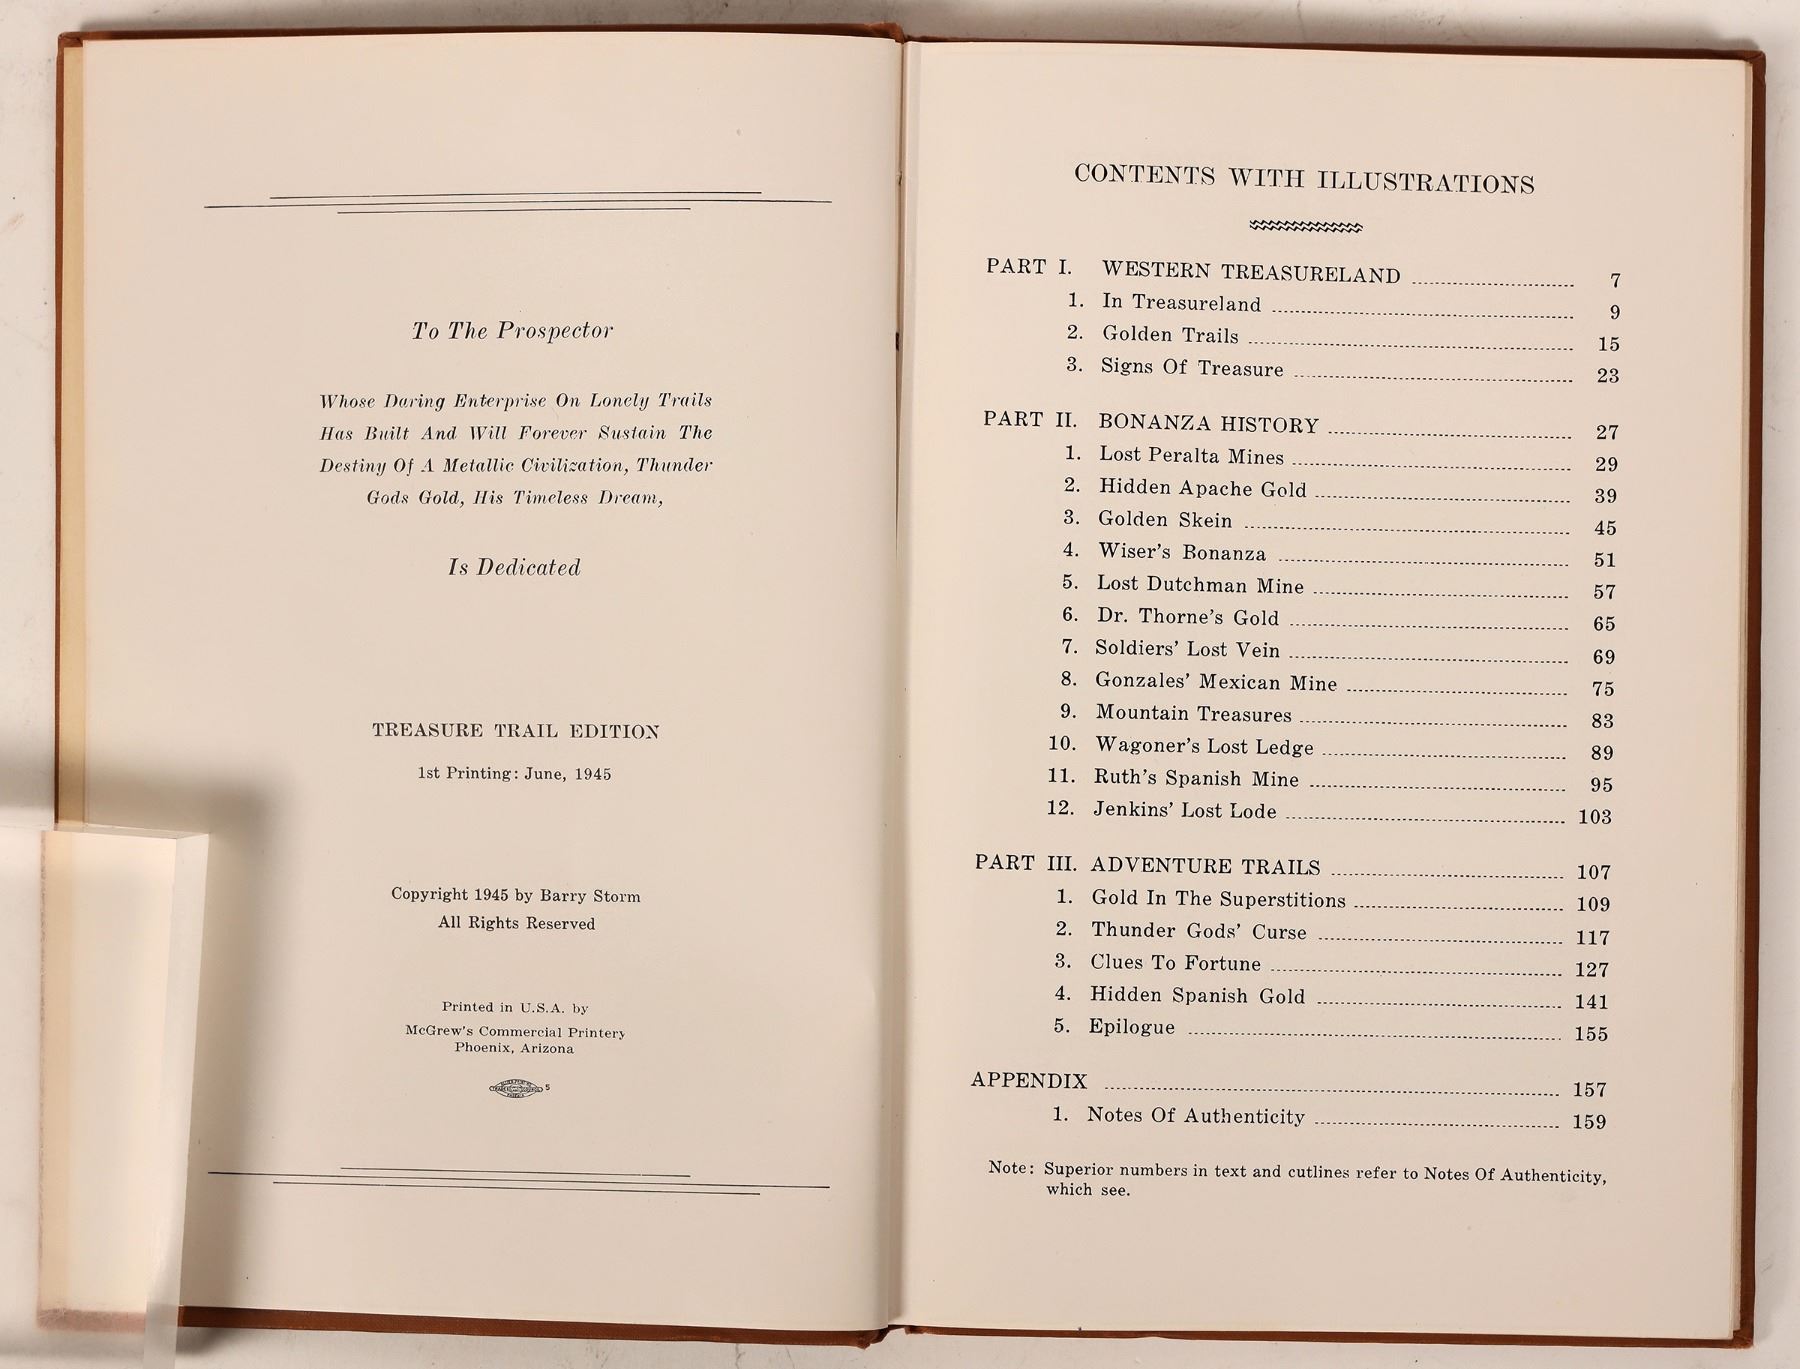 To The Prospector
Whose Daring Enterprise On Lonely Trails
Has Built And Will Forever Sustain The
Destiny Of A Metallic Civilization, Thunder
Gods Gold, His Timeless Dream,
Is Dedicated
TREASURE TRAIL EDITION
1st Printing: June, 1945
Copyright 1945 by Barry Storm
All Rights Reserved
Printed in U.S.A. by
McGrew's Commercial Printery
Phoenix, Arizona
5
CONTENTS WITH ILLUSTRATIONS
PART I. WESTERN TREASURELAND 7
1. In Treasureland 9
2. Golden Trails 15
3. Signs Of Treasure 23
PART II. BONANZA HISTORY 27
1. Lost Peralta Mines 29
2. Hidden Apache Gold 39
3. Golden Skein 45
4. Wiser's Bonanza 51
5. Lost Dutchman Mine 57
6. Dr. Thorne's Gold 65
7. Soldiers' Lost Vein 69
8. Gonzales' Mexican Mine 75
9. Mountain Treasures 83
10. Wagoner's Lost Ledge 89
11. Ruth's Spanish Mine 95
12. Jenkins' Lost Lode 103
PART III. ADVENTURE TRAILS 107
1. Gold In The Superstitions 109
2. Thunder Gods' Curse 117
3. Clues To Fortune 127
4. Hidden Spanish Gold 141
5. Epilogue 155
APPENDIX 157
1. Notes Of Authenticity 159
Note: Superior numbers in text and cutlines refer to Notes Of Authenticity,
which see.